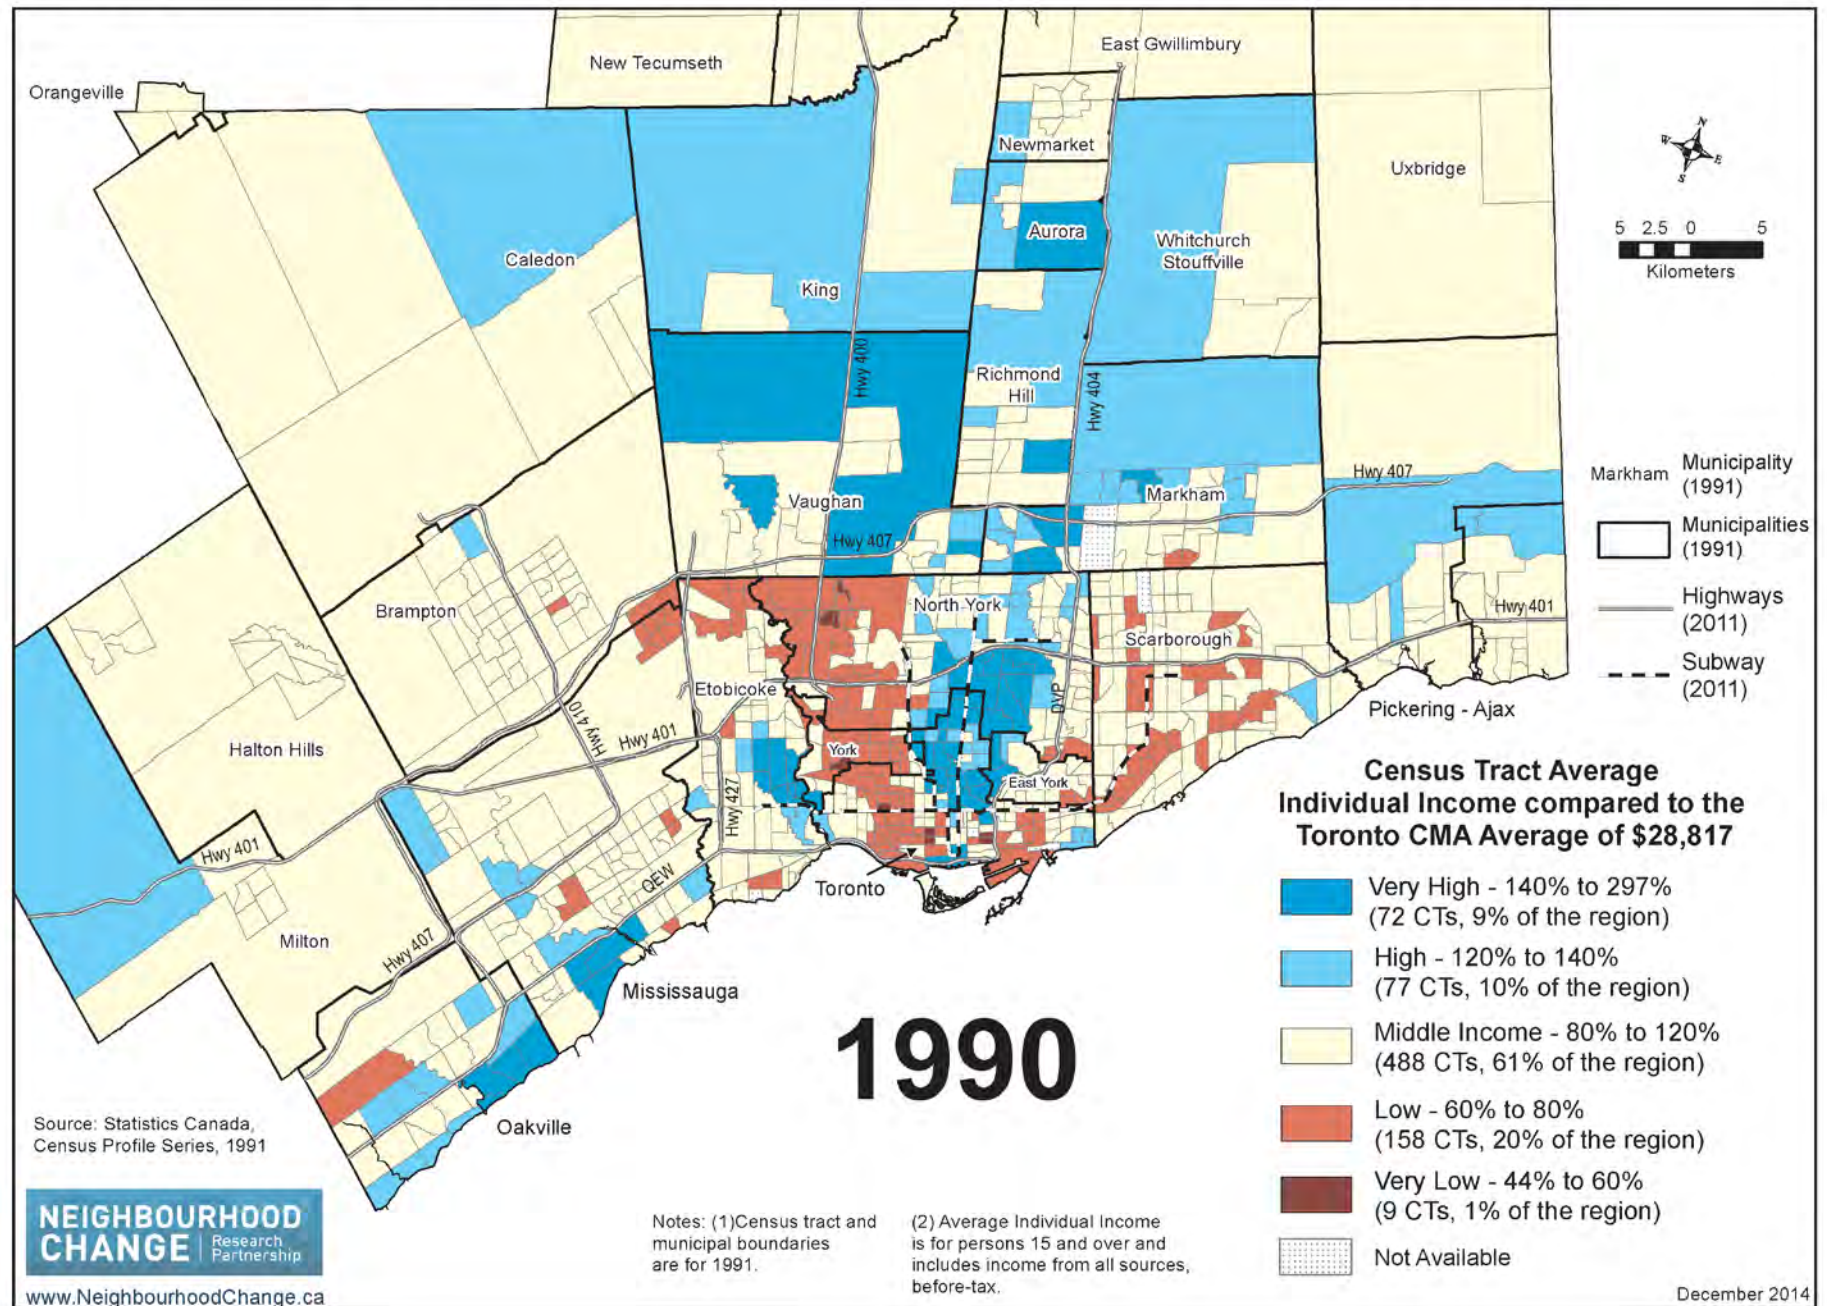 New Tecumseth
East Gwillimbury
Orangeville
Newmarket
Uxbridge
N
W
E
S
Aurora
Whitchurch
Stouffville
Caledon
King
5 2.5 0 5
Kilometers
Hwy 400
Richmond
Hill
Hwy 404
Hwy 407
Markham
Vaughan
Hwy 407
Markham
Municipality
(1991)
Municipalities
(1991)
Highways
(2011)
Subway
(2011)
Brampton
North York
Hwy 401
Scarborough
Etobicoke
DVP
Pickering - Ajax
Hwy 410
Hwy 401
Halton Hills
York
East York
Hwy 427
Hwy 401
QEW
Toronto
Milton
Hwy 407
Mississauga
Oakville
Census Tract Average
Individual Income compared to the
Toronto CMA Average of $28,817
Very High - 140% to 297%
(72 CTs, 9% of the region)
High - 120% to 140%
(77 CTs, 10% of the region)
Middle Income - 80% to 120%
(488 CTs, 61% of the region)
Low - 60% to 80%
(158 CTs, 20% of the region)
Very Low - 44% to 60%
(9 CTs, 1% of the region)
Not Available
1990
Source: Statistics Canada,
Census Profile Series, 1991
NEIGHBOURHOOD
CHANGE Research
Partnership
www.NeighbourhoodChange.ca
Notes: (1)Census tract and
municipal boundaries
are for 1991.
(2) Average Individual Income
is for persons 15 and over and
includes income from all sources,
before-tax.
December 2014